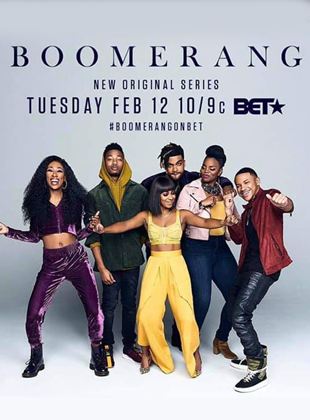 BOOMERANG
NEW ORIGINAL SERIES
TUESDAY FEB 12 10/9c BET★
#BOOMERANGONBET